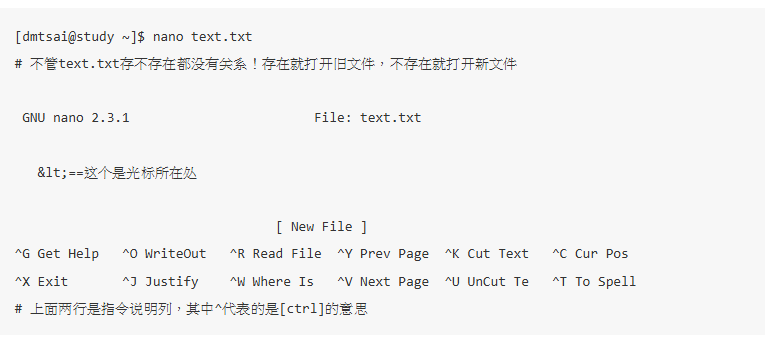 [dmtsai@study ~]$ nano text.txt
# 不管text.txt存不存在都没有关系！存在就打开旧文件，不存在就打开新文件
GNU nano 2.3.1 File: text.txt
&lt;==这个是光标所在处
[ New File ]
^G Get Help ^O WriteOut ^R Read File ^Y Prev Page ^K Cut Text ^C Cur Pos
^X Exit ^J Justify ^W Where Is ^V Next Page ^U UnCut Te ^T To Spell
# 上面两行是指令说明列，其中^代表的是[ctrl]的意思